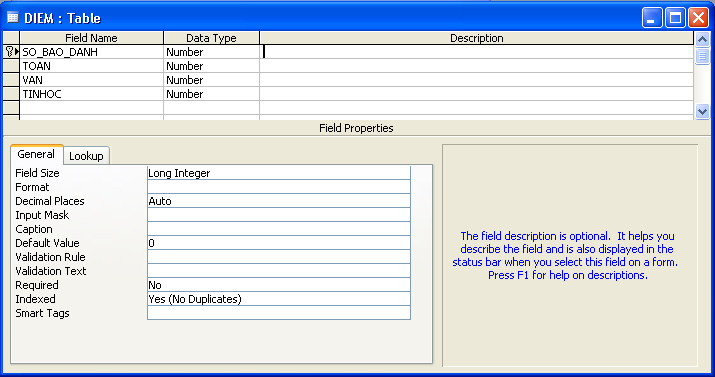 DIEM : Table
Field Name Data Type Description
SO_BAO_DANH Number
TOAN Number
VAN Number
TINHOC Number
Field Properties
General Lookup
Field Size Long Integer
Format
Decimal Places Auto
Input Mask
Caption
Default Value 0
Validation Rule
Validation Text
Required No
Indexed Yes (No Duplicates)
Smart Tags
The field description is optional. It helps you
describe the field and is also displayed in the
status bar when you select this field on a form.
Press F1 for help on descriptions.